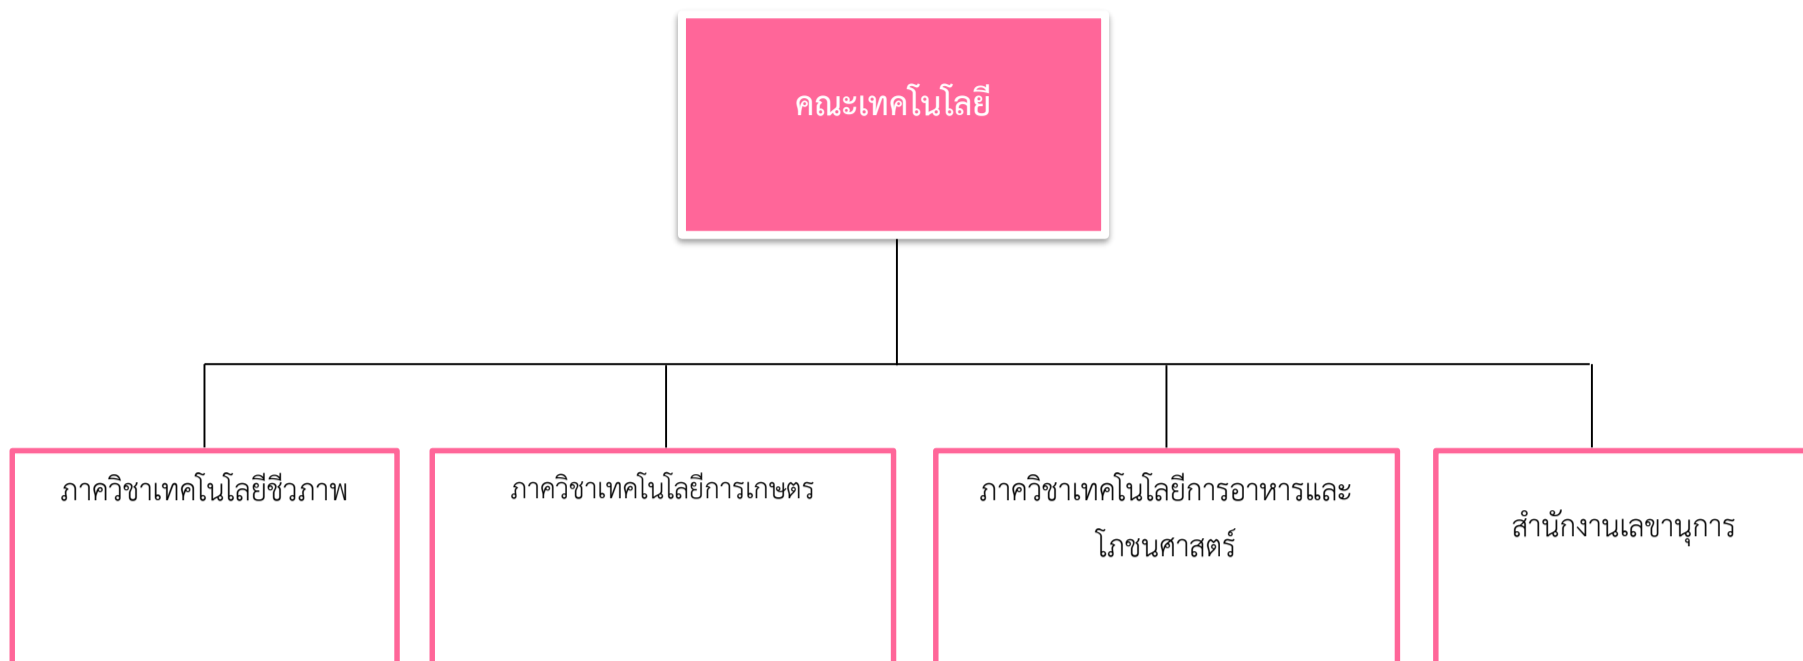 คณะเทคโนโลยี
ภาควิชาเทคโนโลยีชีวภาพ
ภาควิชาเทคโนโลยีการเกษตร
ภาควิชาเทคโนโลยีการอาหารและ
โภชนศาสตร์
สำนักงานเลขานุการ